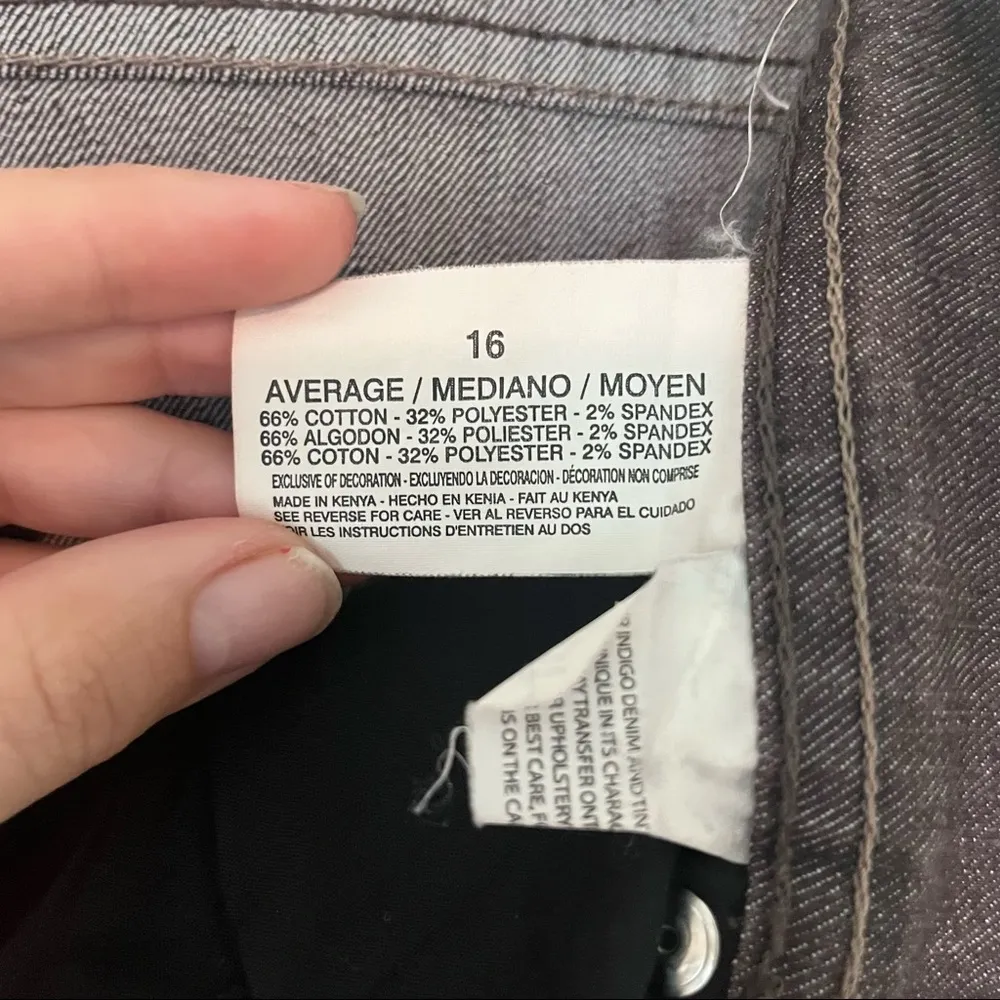 16
AVERAGE / MEDIANO / MOYEN
66% COTTON - 32% POLYESTER - 2% SPANDEX
66% ALGODON - 32% POLIESTER - 2% SPANDEX
66% COTON - 32% POLYESTER - 2% SPANDEX
EXCLUSIVE OF DECORATION - EXCLUYENDO LA DECORACION - DÉCORATION NON COMPRISE
MADE IN KENYA - HECHO EN KENIA - FAIT AU KENYA
SEE REVERSE FOR CARE - VER AL REVERSO PARA EL CUIDADO
LES INSTRUCTIONS D'ENTRETIEN AU DOS
INDIGO DENIM AND
IN ITS
TRANSFER
UPHOLSTERY
BEST CARE,
IS ON THE